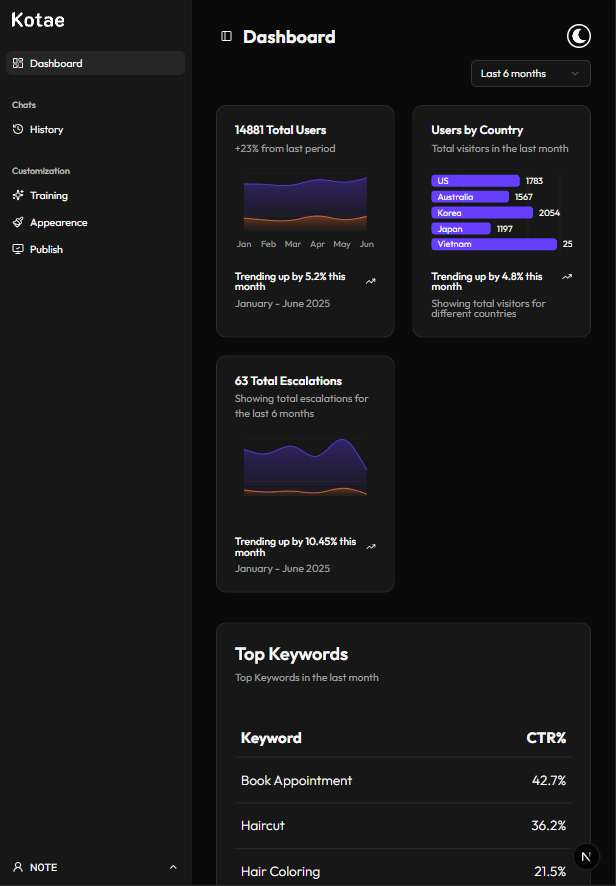 Kotae
Dashboard
Chats
History
Customization
Training
Appearence
Publish
NOTE
Dashboard
Last 6 months
14881 Total Users
+23% from last period
Jan Feb Mar Apr May Jun
Trending up by 5.2% this
month
January - June 2025
Users by Country
Total visitors in the last month
US 1783
Australia 1567
Korea 2054
Japan 1197
Vietnam 25
Trending up by 4.8% this
month
Showing total visitors for
different countries
63 Total Escalations
Showing total escalations for
the last 6 months
Trending up by 10.45% this
month
January - June 2025
Top Keywords
Top Keywords in the last month
Keyword CTR%
Book Appointment 42.7%
Haircut 36.2%
Hair Coloring 21.5%
N